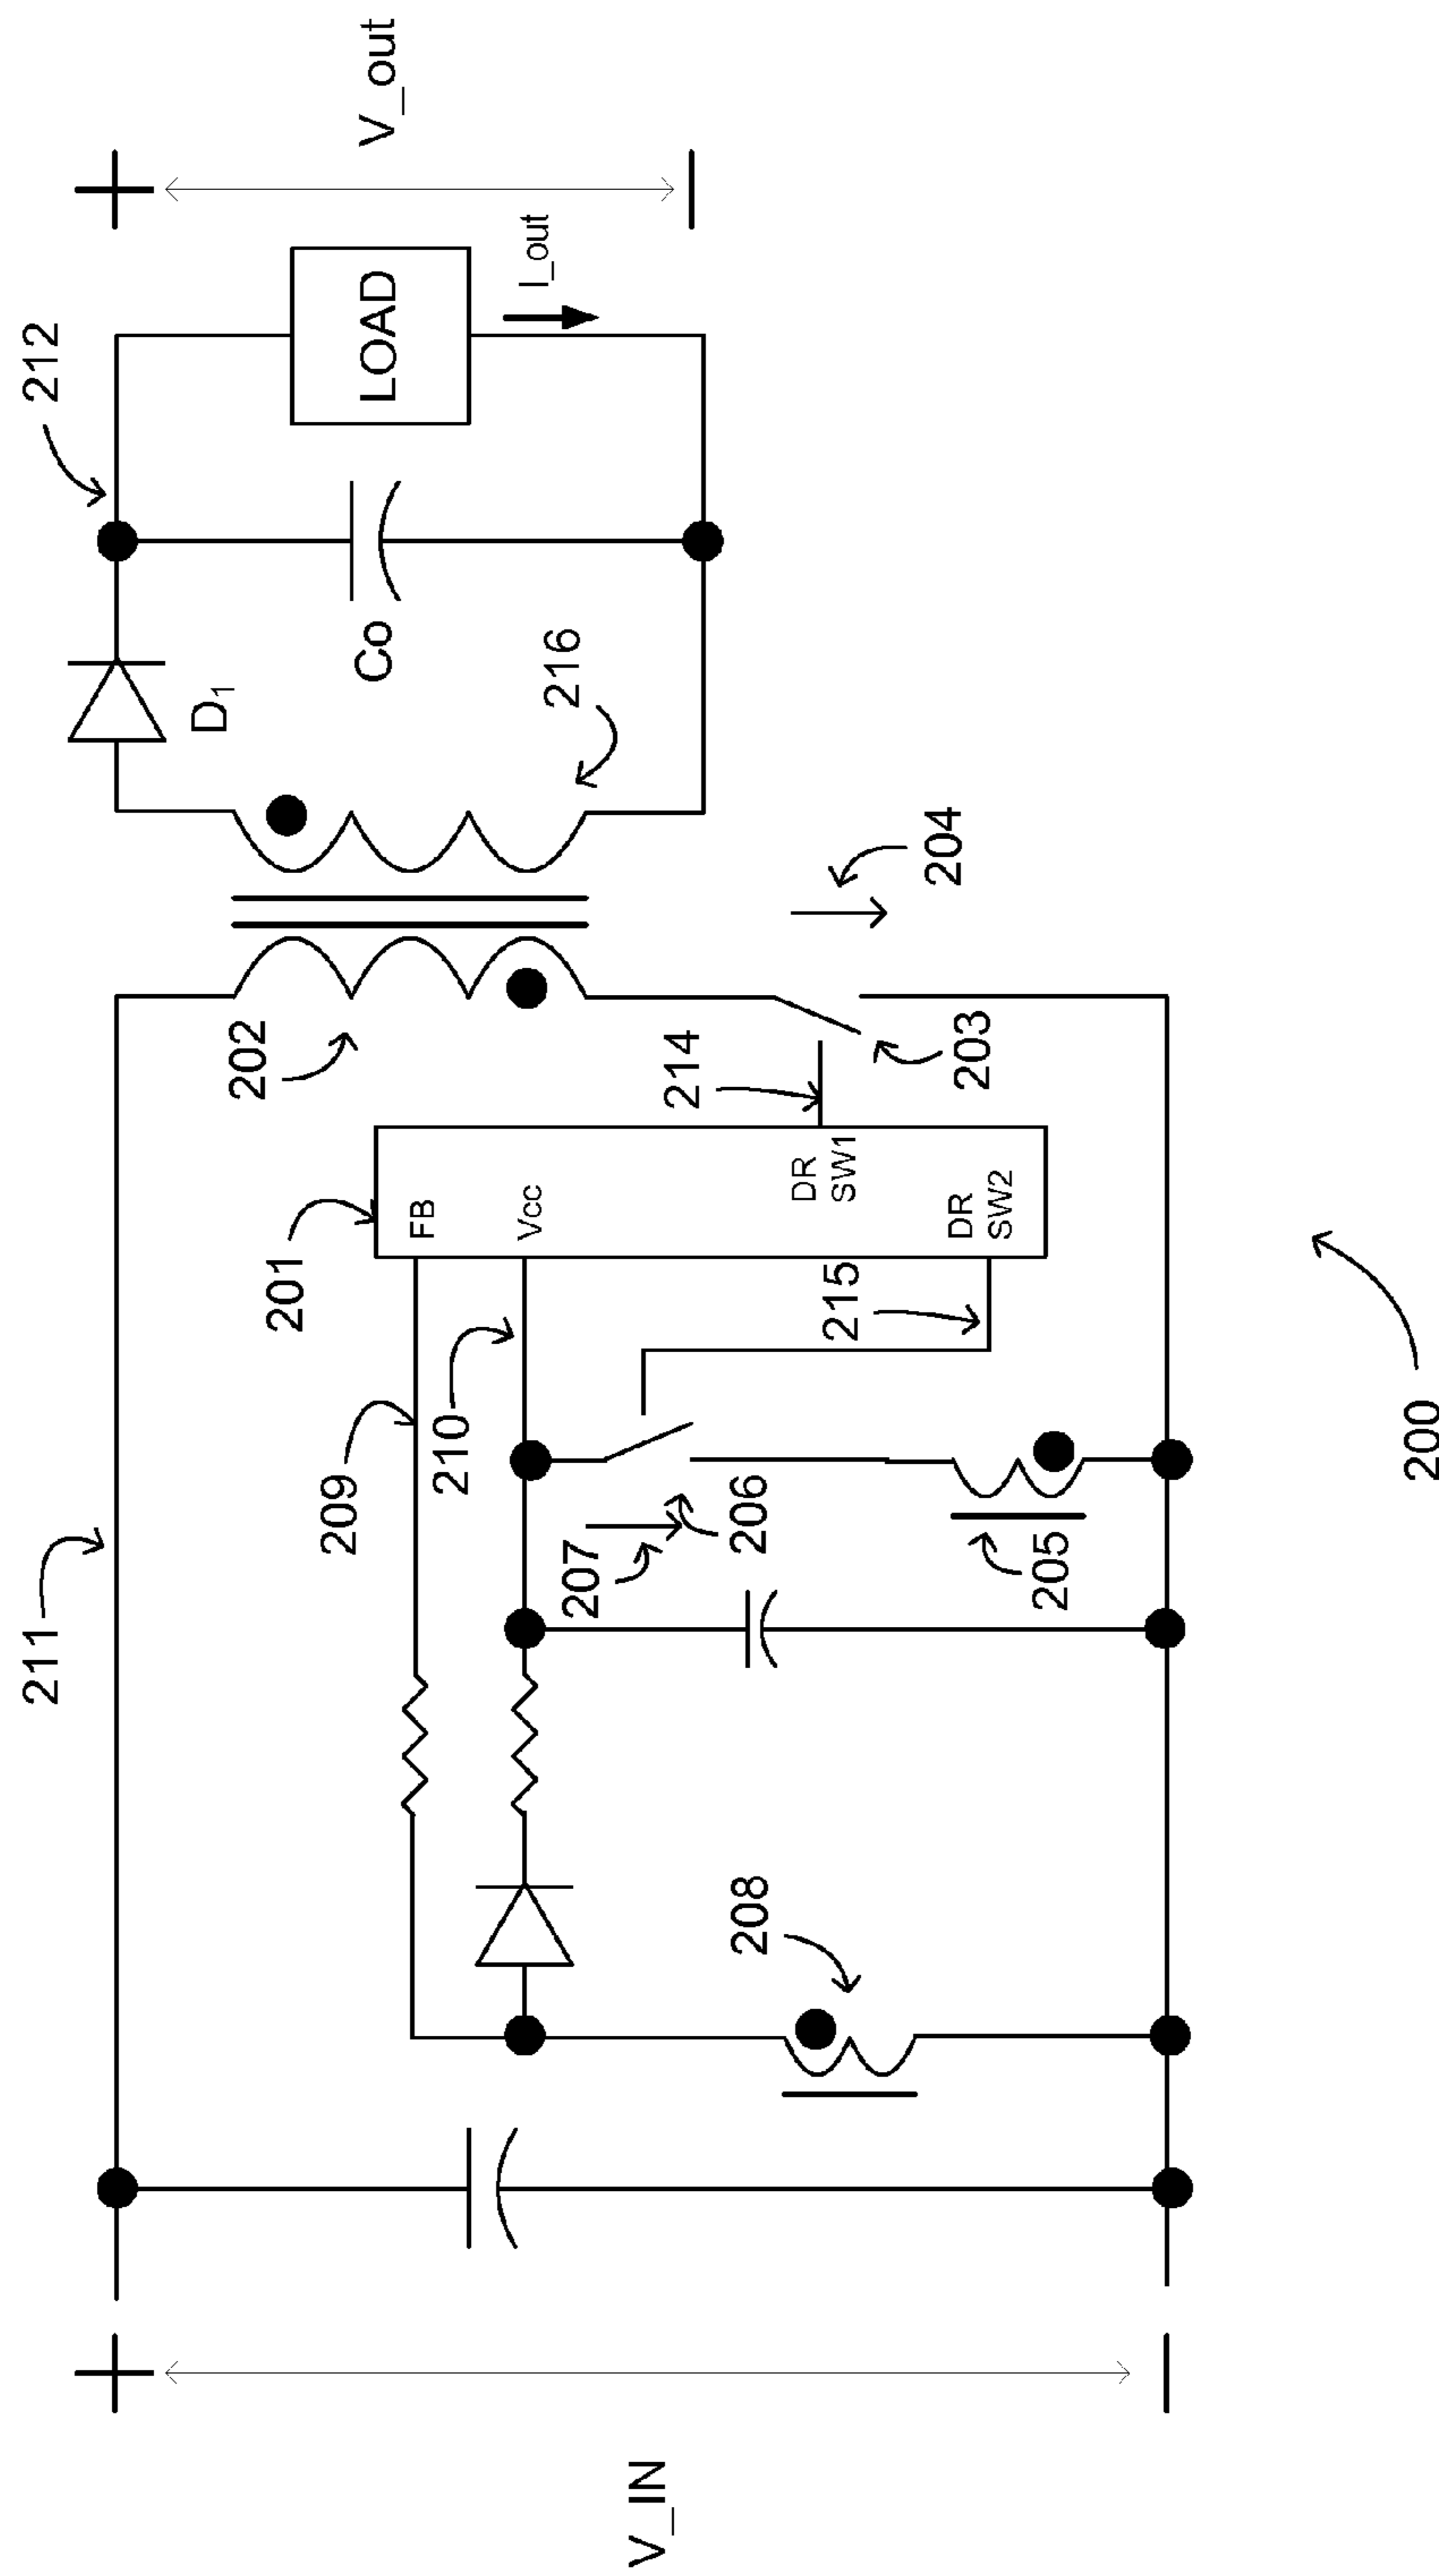 V_IN
211
212
V_out
202
201
FB
209
Vcc
210
DR
SW1
214
DR
SW2
215
207
206
205
208
203
204
216
D1
Co
LOAD
I_out
200